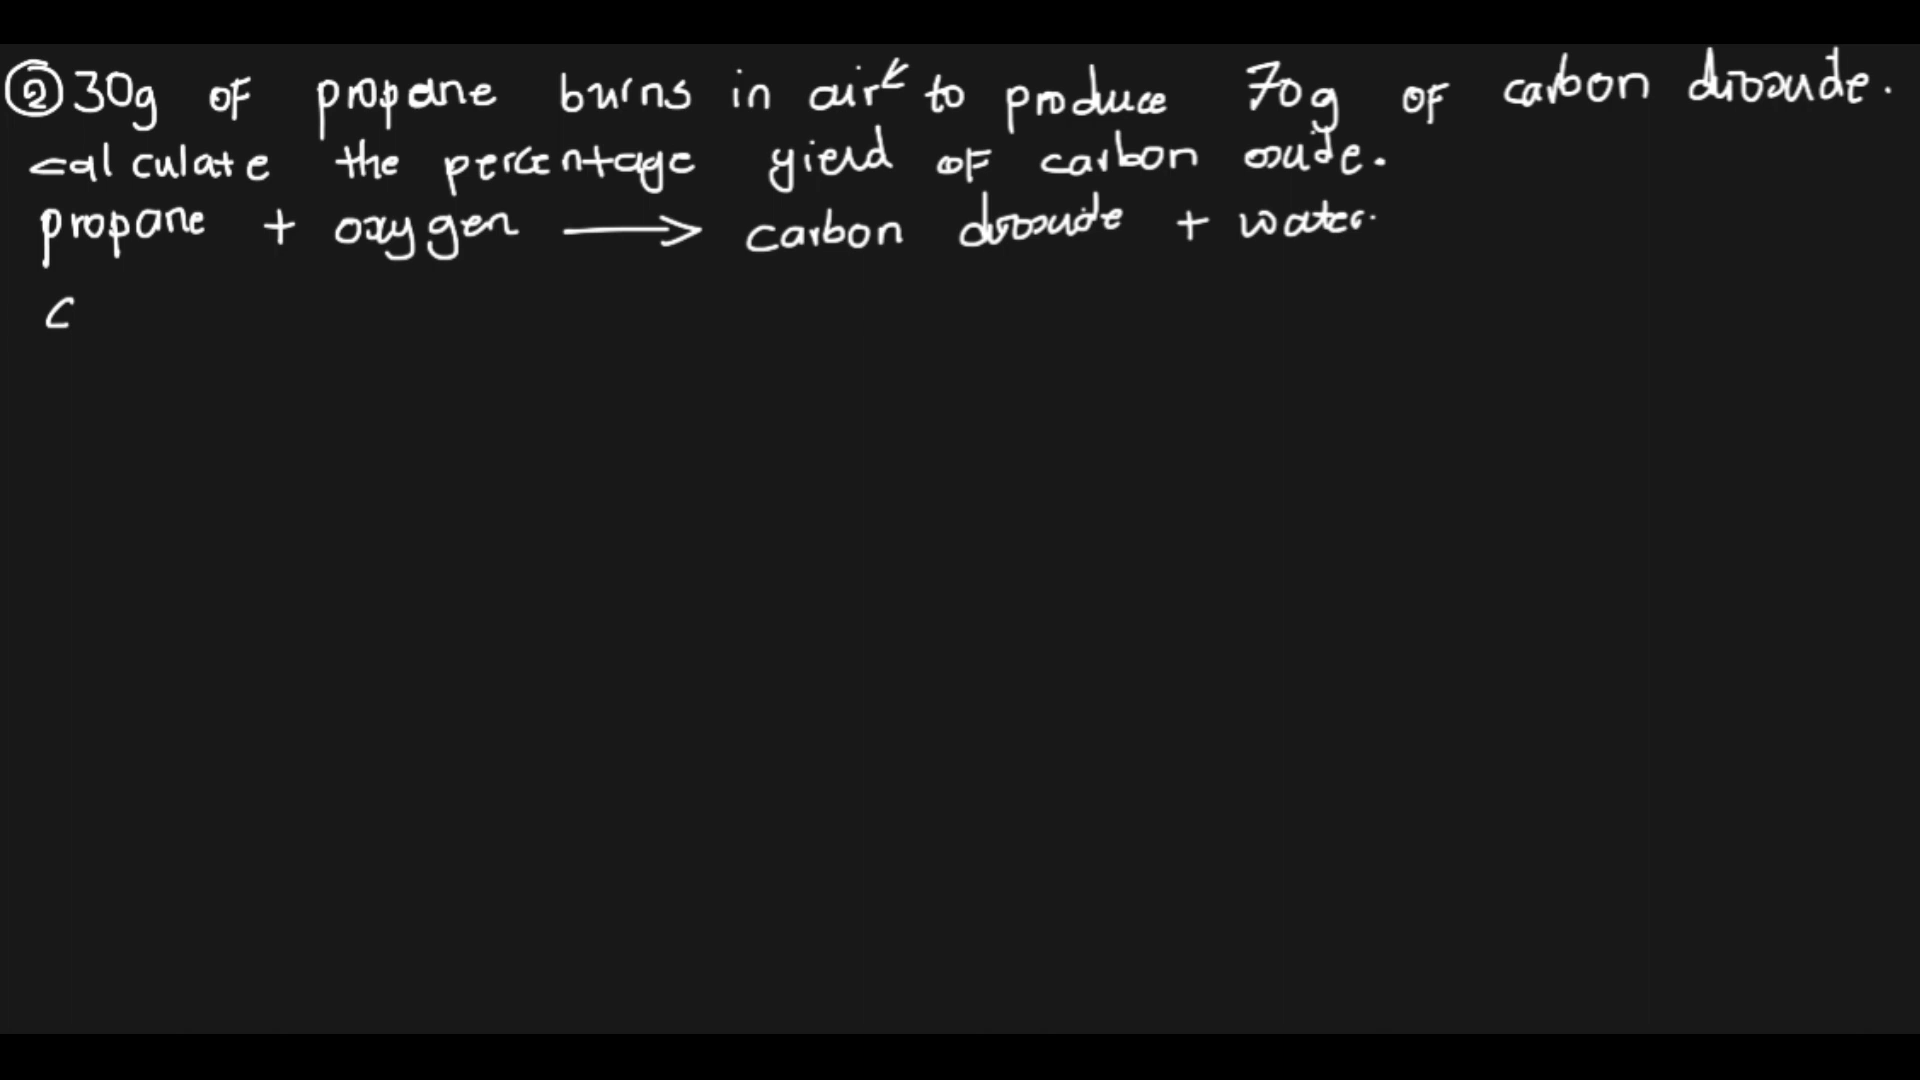 ② 30g of propane burns in air to produce 70g of carbon dioxide.
calculate the percentage yield of carbon oxide.
propane + oxygen ⟶ carbon dioxide + water.
C